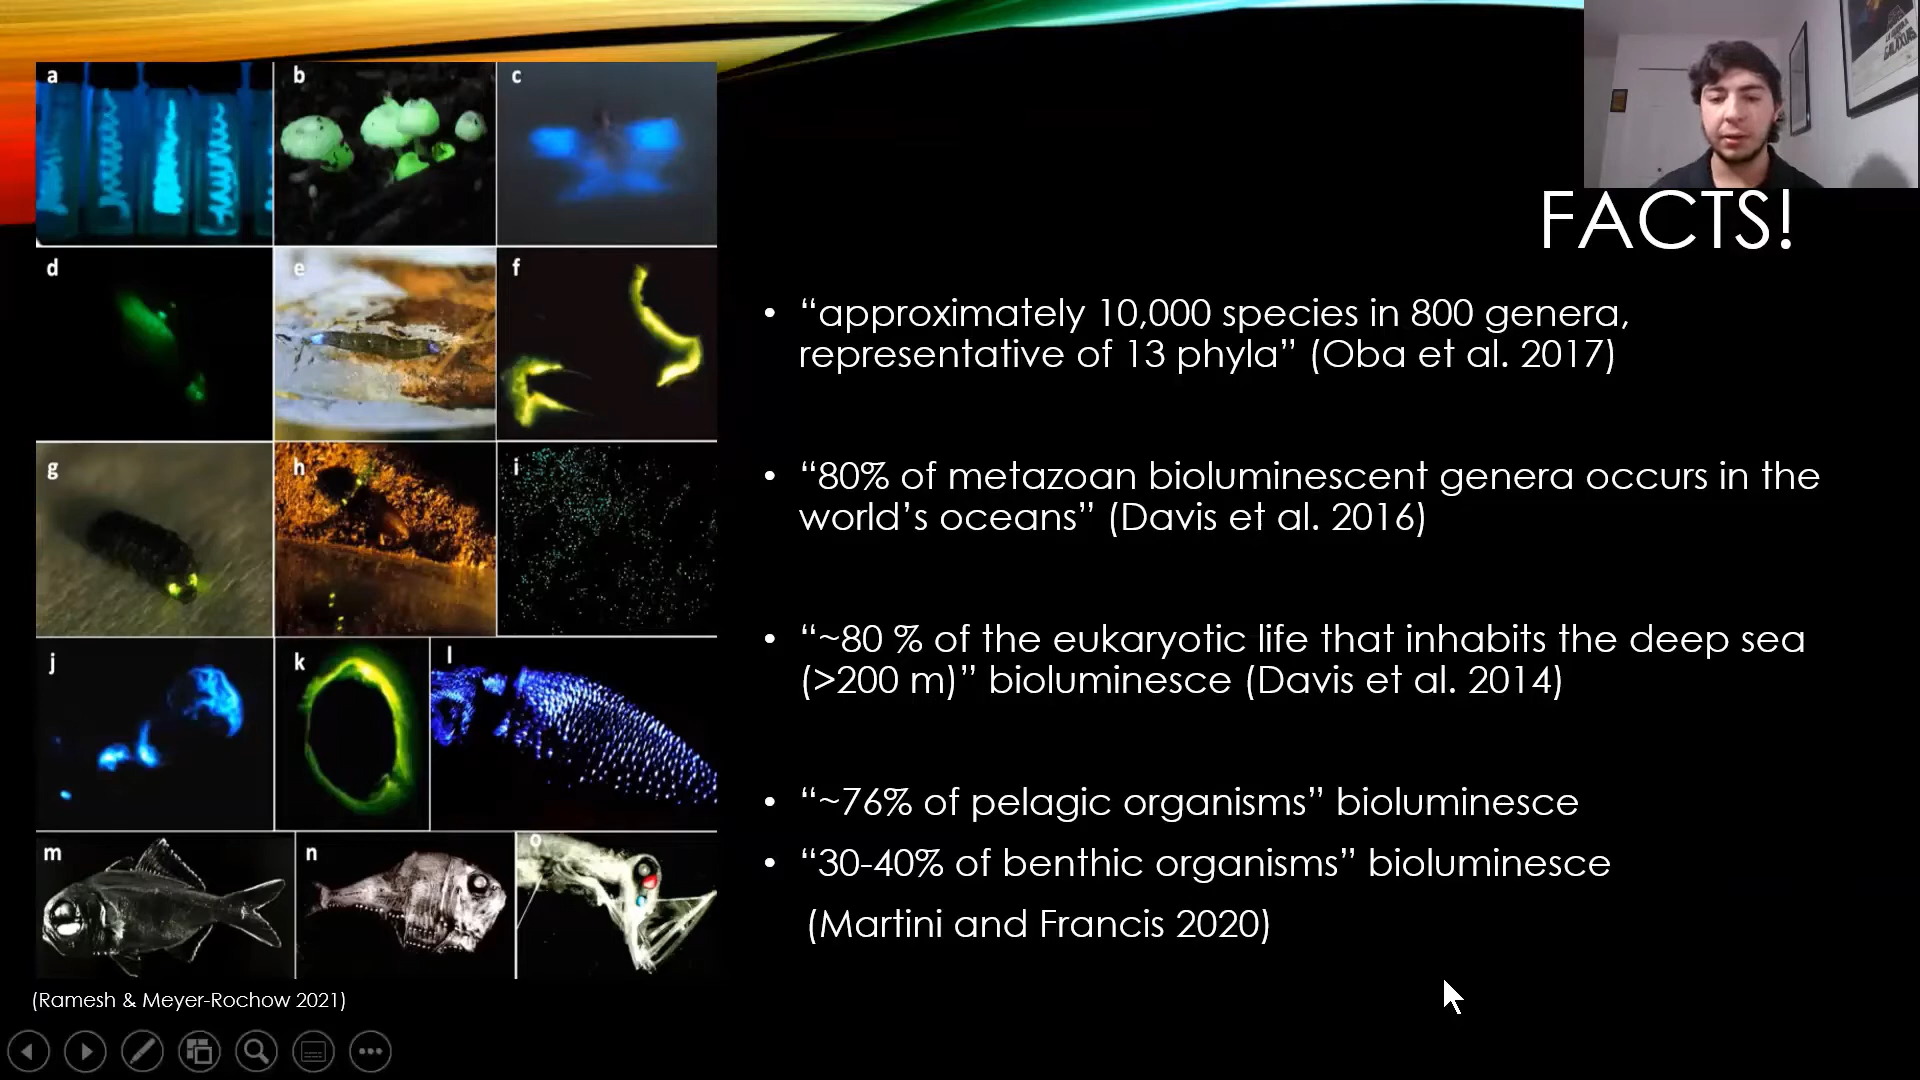 a
b
c
d
e
f
g
h
i
j
k
l
m
n
o
(Ramesh & Meyer-Rochow 2021)
FACTS!
• “approximately 10,000 species in 800 genera,
representative of 13 phyla” (Oba et al. 2017)
• “80% of metazoan bioluminescent genera occurs in the
world’s oceans” (Davis et al. 2016)
• “~80 % of the eukaryotic life that inhabits the deep sea
(>200 m)” bioluminesce (Davis et al. 2014)
• “~76% of pelagic organisms” bioluminesce
• “30-40% of benthic organisms” bioluminesce
(Martini and Francis 2020)